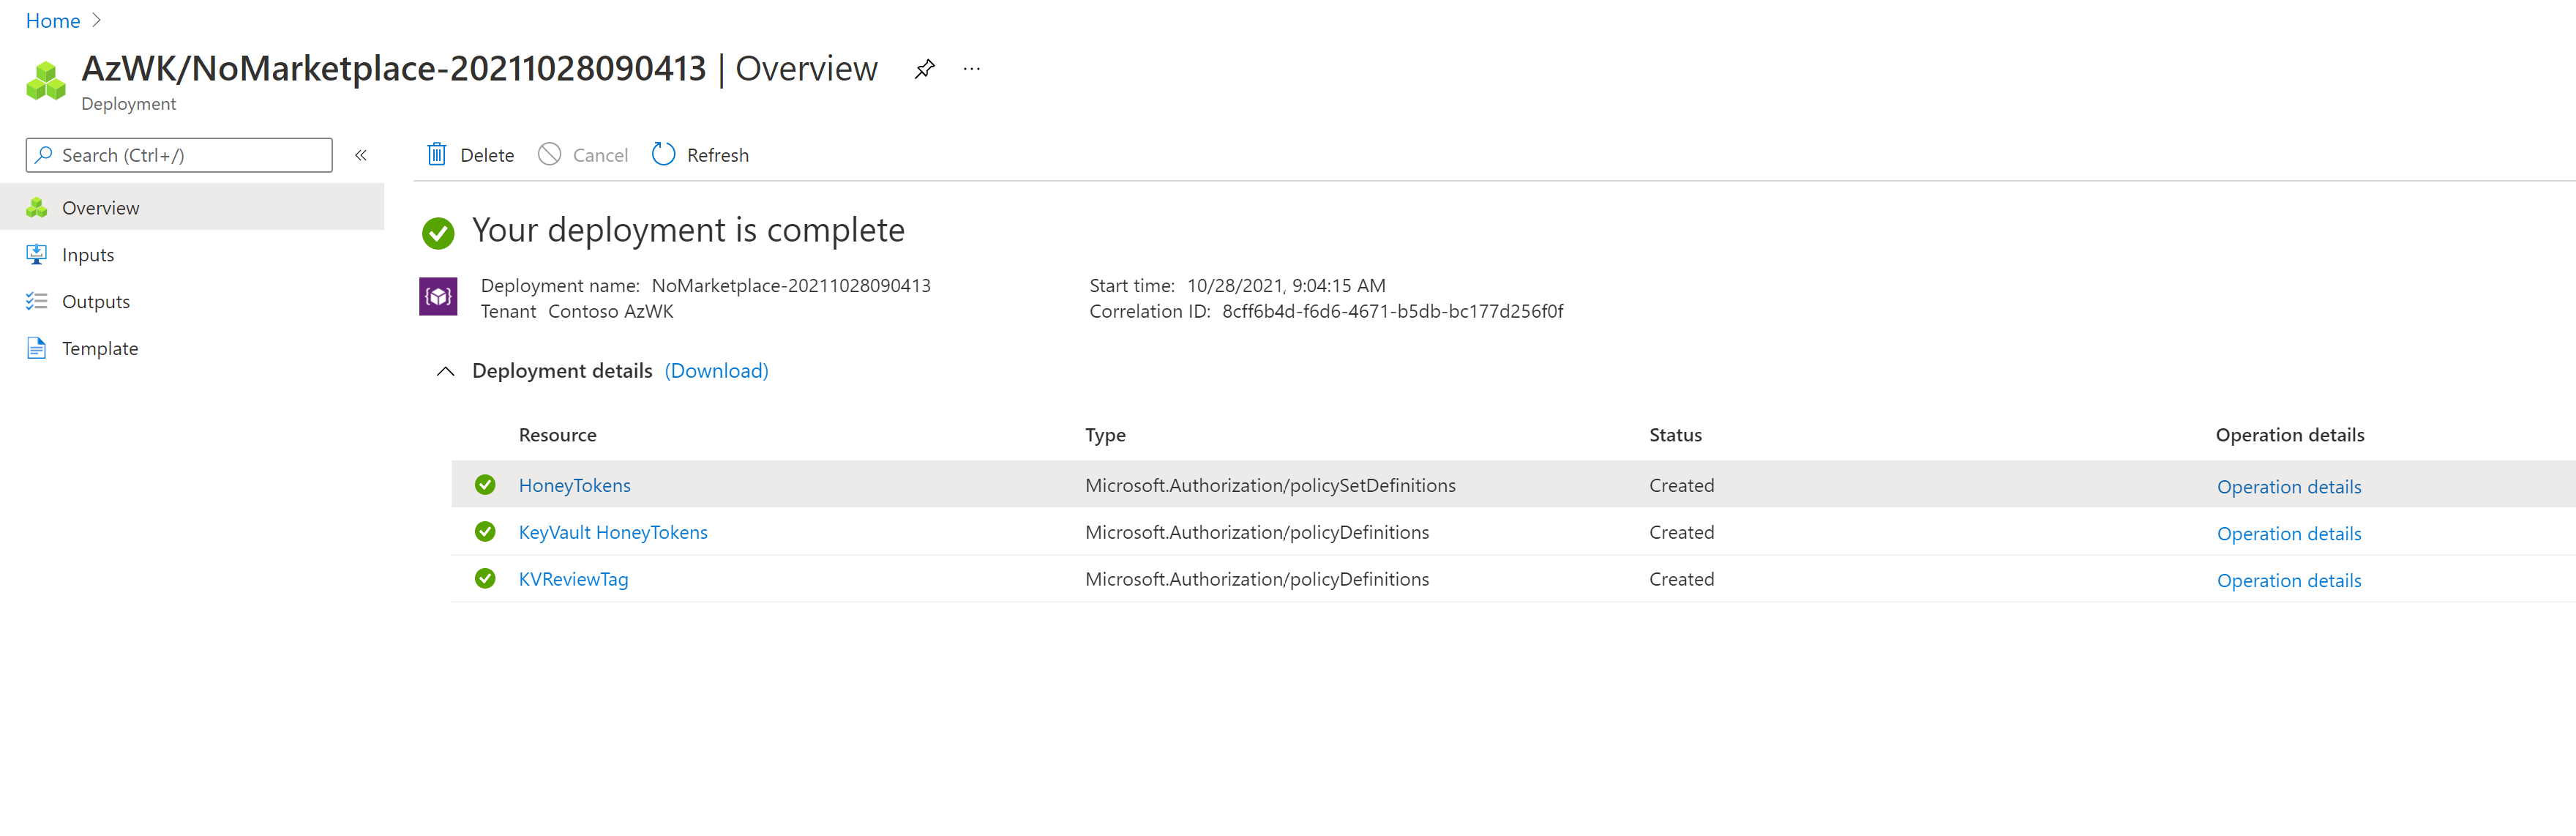 Home >
AzWK/NoMarketplace-20211028090413 | Overview ...
Deployment
Search (Ctrl+/) «
Delete Cancel Refresh
Overview
Inputs
Outputs
Template
Your deployment is complete
Deployment name: NoMarketplace-20211028090413 Start time: 10/28/2021, 9:04:15 AM
Tenant Contoso AzWK Correlation ID: 8cff6b4d-f6d6-4671-b5db-bc177d256f0f
Deployment details (Download)
Resource Type Status Operation details
HoneyTokens Microsoft.Authorization/policySetDefinitions Created Operation details
KeyVault HoneyTokens Microsoft.Authorization/policyDefinitions Created Operation details
KVReviewTag Microsoft.Authorization/policyDefinitions Created Operation details